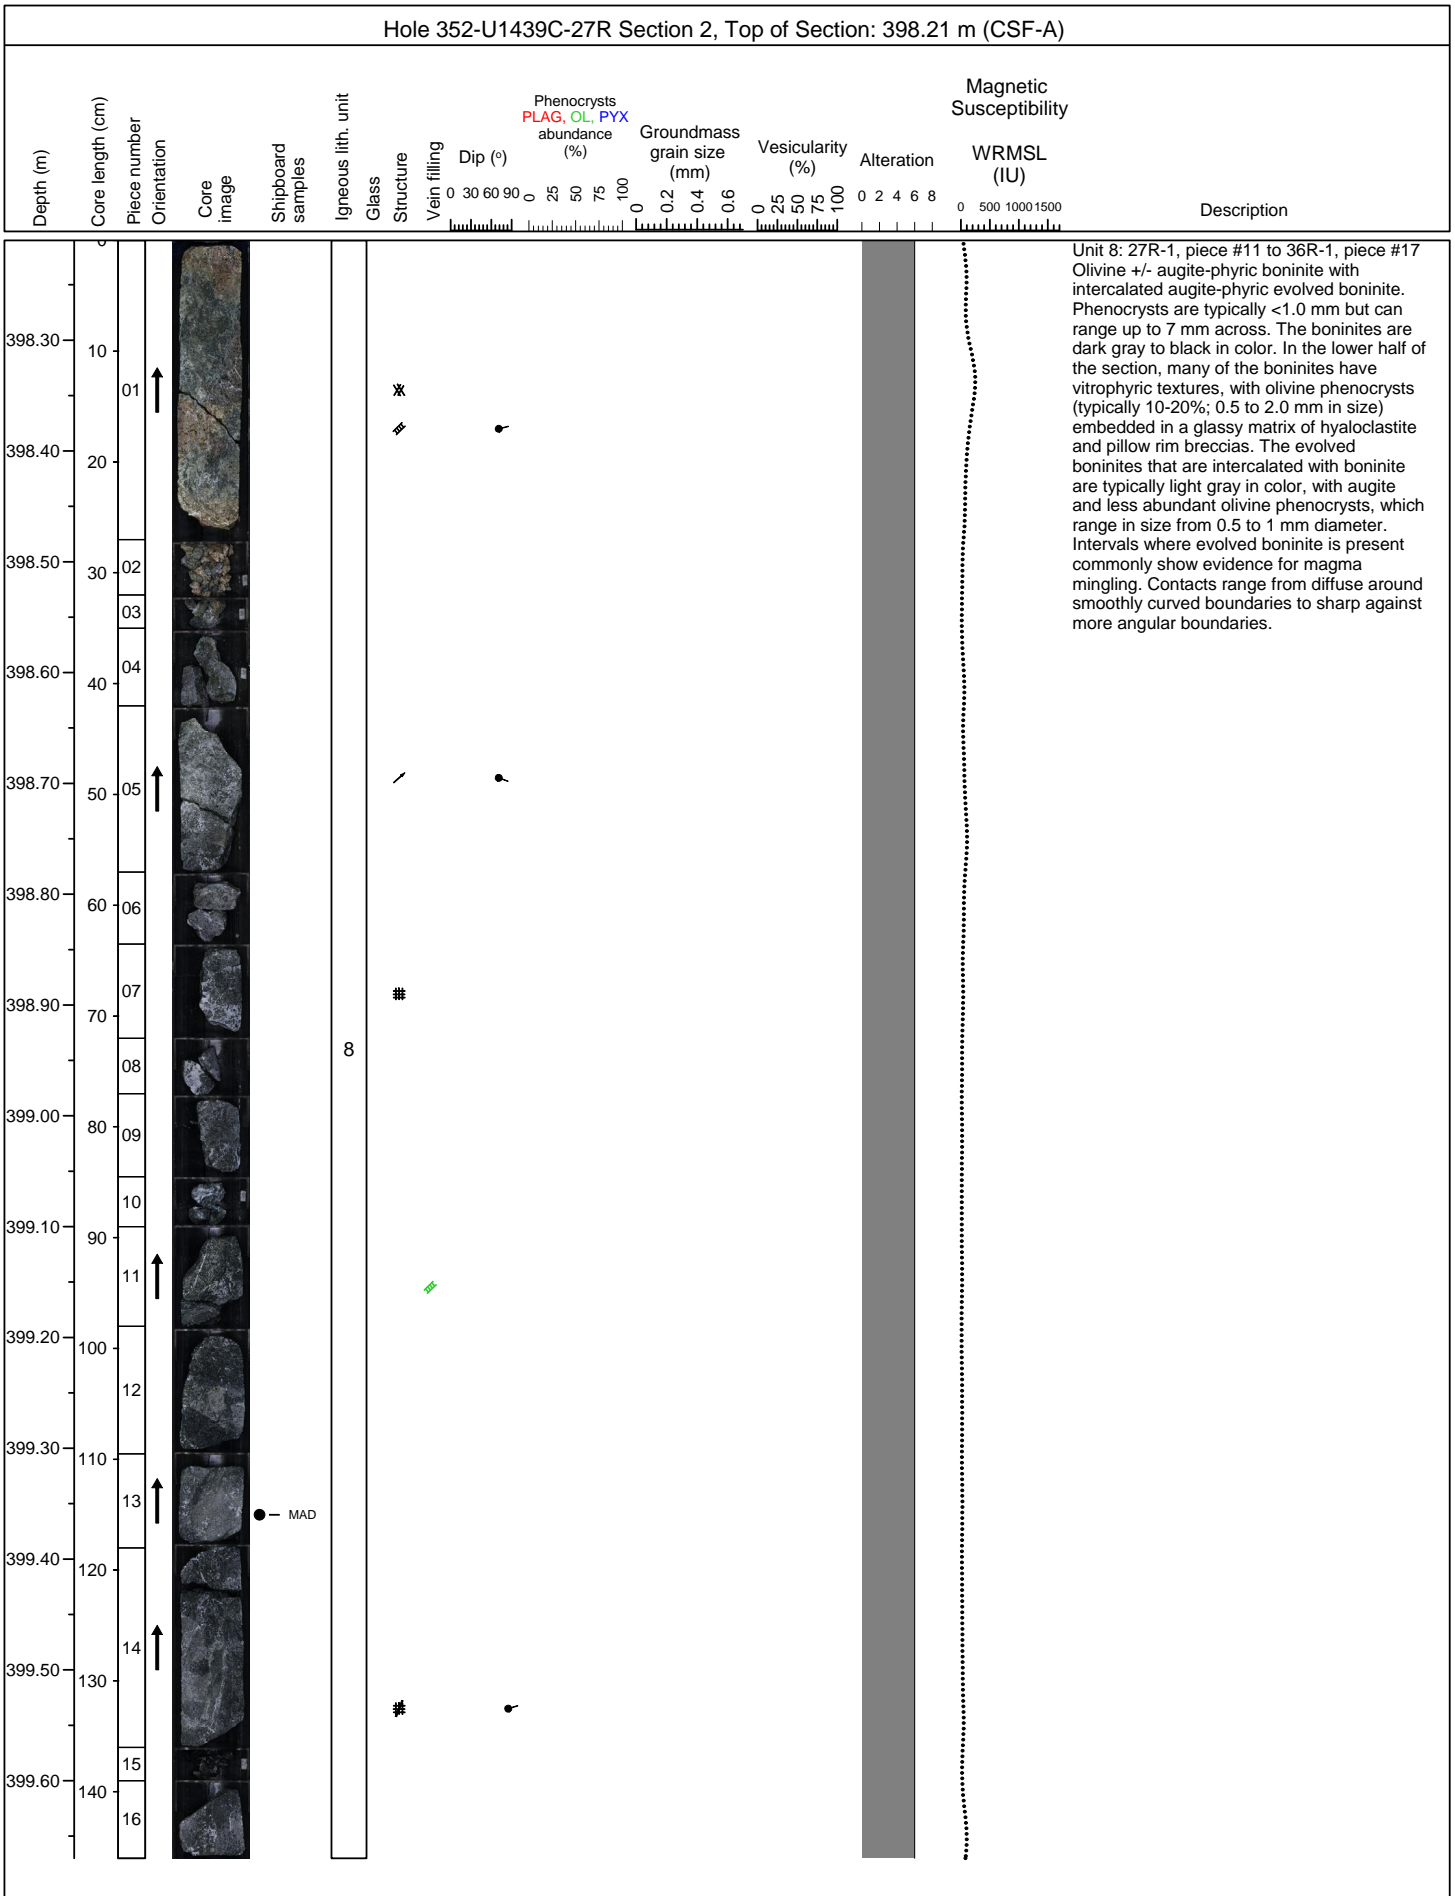 Hole 352-U1439C-27R Section 2, Top of Section: 398.21 m (CSF-A)
Depth (m)
Core length (cm)
Piece number
Orientation
Core image
Shipboard samples
Igneous lith. unit
Glass
Structure
Vein filling
Dip (°)
0 30 60 90
Phenocrysts
PLAG, OL, PYX
abundance
(%)
0 25 50 75 100
Groundmass
grain size
(mm)
0 0.2 0.4 0.6
Vesicularity
(%)
0 25 50 75 100
Alteration
0 2 4 6 8
Magnetic
Susceptibility
WRMSL
(IU)
0 500 1000 1500
Description
398.30
398.40
398.50
398.60
398.70
398.80
398.90
399.00
399.10
399.20
399.30
399.40
399.50
399.60
0
10
20
30
40
50
60
70
80
90
100
110
120
130
140
01
02
03
04
05
06
07
08
09
10
11
12
13
14
15
16
MAD
8
Unit 8: 27R-1, piece #11 to 36R-1, piece #17
Olivine +/- augite-phyric boninite with
intercalated augite-phyric evolved boninite.
Phenocrysts are typically <1.0 mm but can
range up to 7 mm across. The boninites are
dark gray to black in color. In the lower half of
the section, many of the boninites have
vitrophyric textures, with olivine phenocrysts
(typically 10-20%; 0.5 to 2.0 mm in size)
embedded in a glassy matrix of hyaloclastite
and pillow rim breccias. The evolved
boninites that are intercalated with boninite
are typically light gray in color, with augite
and less abundant olivine phenocrysts, which
range in size from 0.5 to 1 mm diameter.
Intervals where evolved boninite is present
commonly show evidence for magma
mingling. Contacts range from diffuse around
smoothly curved boundaries to sharp against
more angular boundaries.